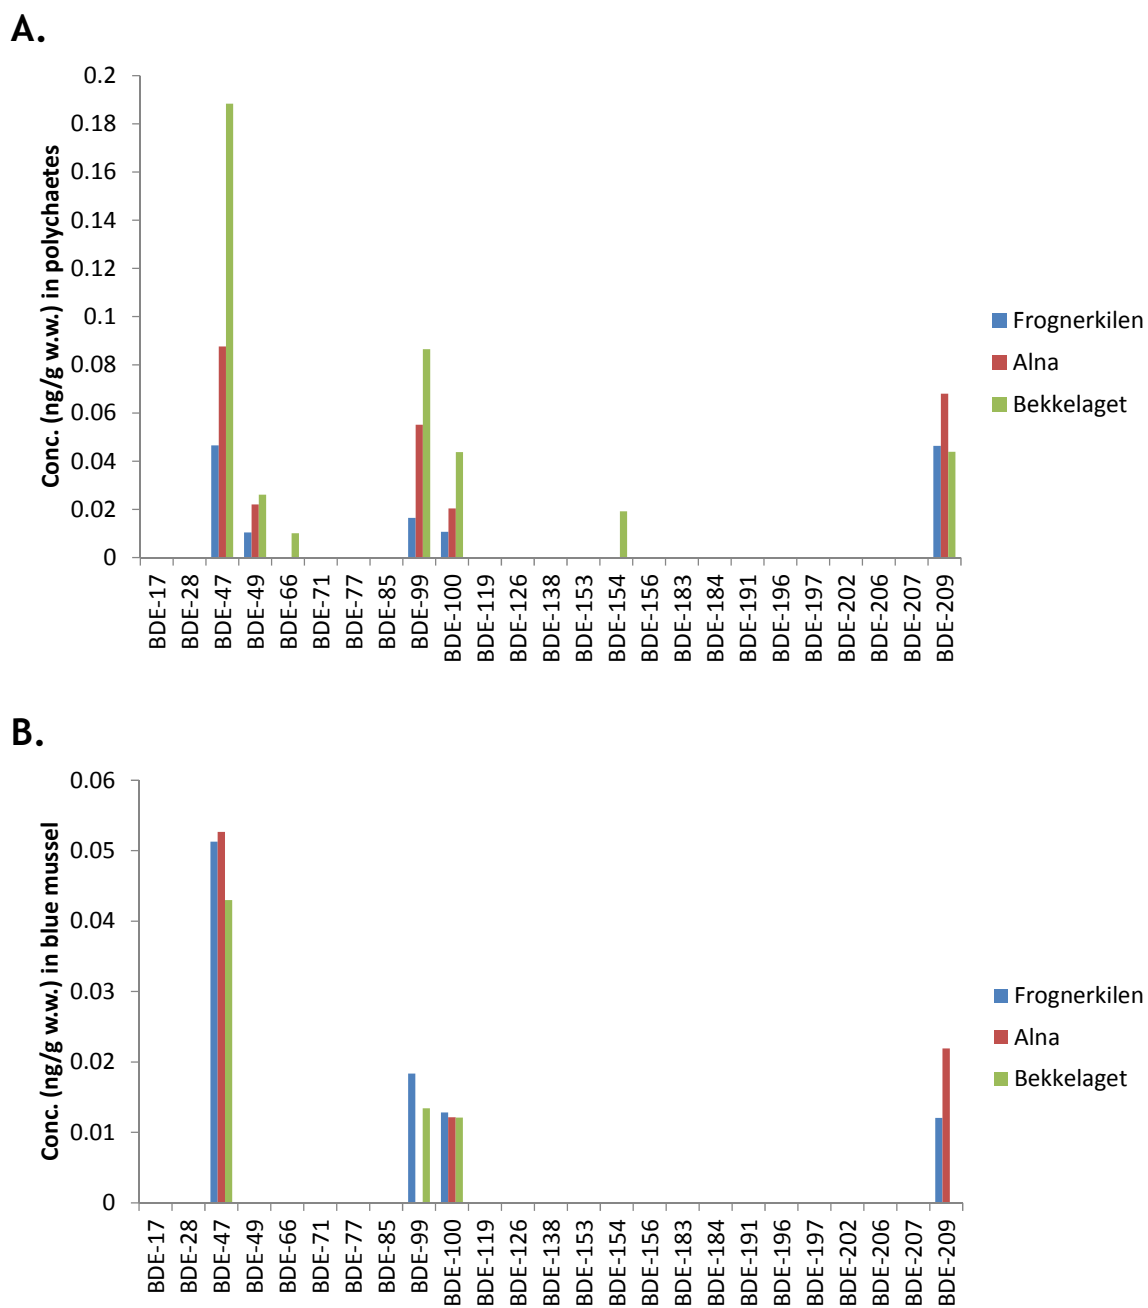 A.
Conc. (ng/g w.w.) in polychaetes
0.2
0.18
0.16
0.14
0.12
0.1
0.08
0.06
0.04
0.02
0
BDE-17
BDE-28
BDE-47
BDE-49
BDE-66
BDE-71
BDE-77
BDE-85
BDE-99
BDE-100
BDE-119
BDE-126
BDE-138
BDE-153
BDE-154
BDE-156
BDE-183
BDE-184
BDE-191
BDE-196
BDE-197
BDE-202
BDE-206
BDE-207
BDE-209
Frognerkilen
Alna
Bekkelaget
B.
Conc. (ng/g w.w.) in blue mussel
0.06
0.05
0.04
0.03
0.02
0.01
0
BDE-17
BDE-28
BDE-47
BDE-49
BDE-66
BDE-71
BDE-77
BDE-85
BDE-99
BDE-100
BDE-119
BDE-126
BDE-138
BDE-153
BDE-154
BDE-156
BDE-183
BDE-184
BDE-191
BDE-196
BDE-197
BDE-202
BDE-206
BDE-207
BDE-209
Frognerkilen
Alna
Bekkelaget